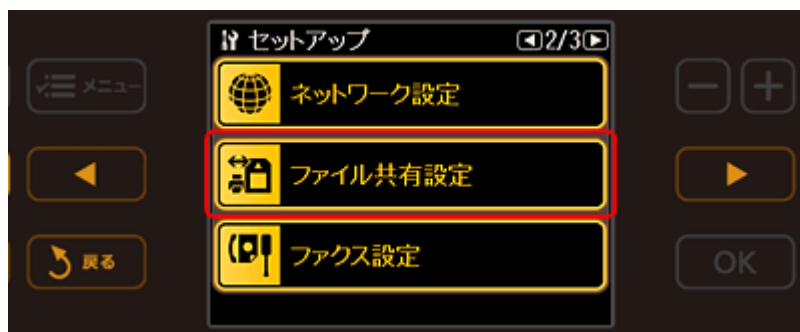 セットアップ ◀2/3▶
メニュー
ネットワーク設定
ファイル共有設定
戻る
ファクス設定
OK